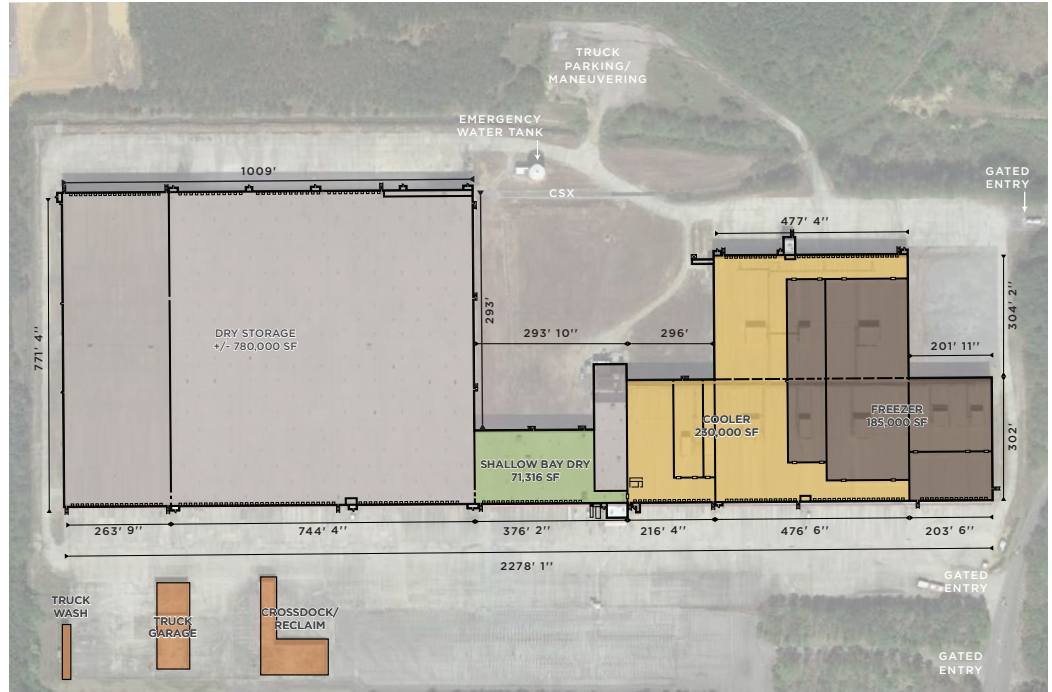 TRUCK
PARKING/
MANEUVERING
EMERGENCY
WATER TANK
CSX
GATED
ENTRY
1009'
477' 4''
771' 4''
293'
304' 2''
DRY STORAGE
+/- 780,000 SF
293' 10''
296'
201' 11''
COOLER
230,000 SF
FREEZER
185,000 SF
302'
SHALLOW BAY DRY
71,316 SF
263' 9''
744' 4''
376' 2''
216' 4''
476' 6''
203' 6''
2278' 1''
GATED
ENTRY
TRUCK
WASH
TRUCK
GARAGE
CROSSDOCK/
RECLAIM
GATED
ENTRY